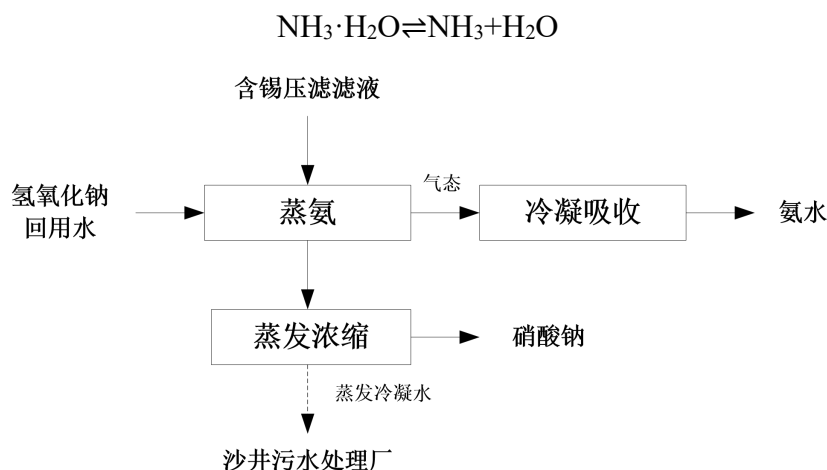 NH₃·H₂O⇌NH₃+H₂O
含锡压滤滤液
氢氧化钠
回用水
蒸氨
气态
冷凝吸收
氨水
蒸发浓缩
硝酸钠
蒸发冷凝水
沙井污水处理厂